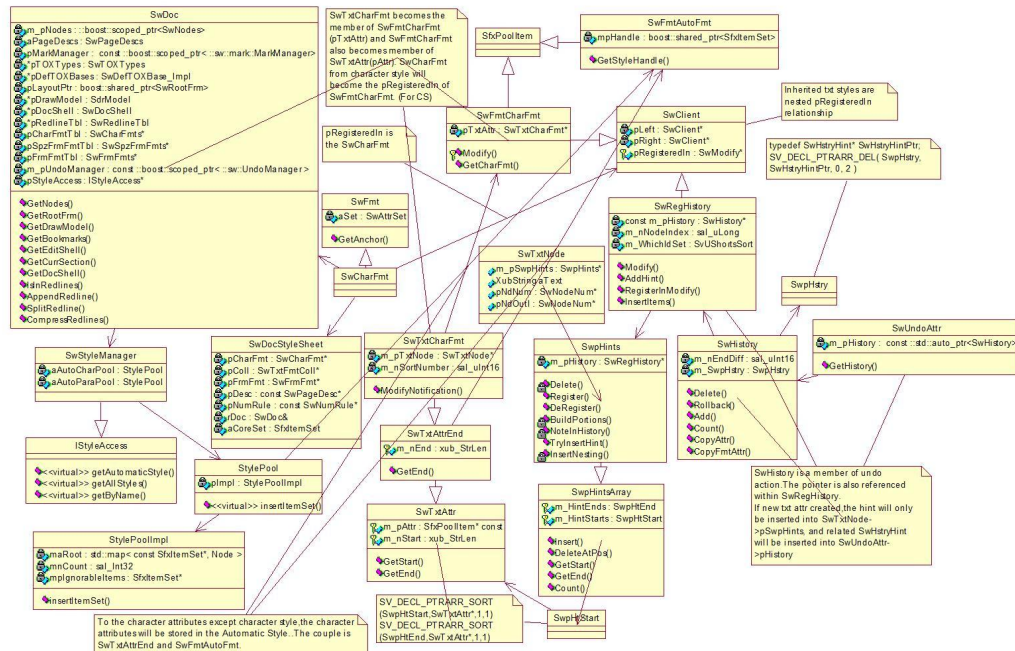 SwDoc
m_pNodes : ::boost::scoped_ptr<SwNodes>
aPageDescs : SwPageDescs
pMarkManager : const ::boost::scoped_ptr< ::sw::mark::MarkManager>
*pTOXTypes : SwTOXTypes
*pDefTOXBases : SwDefTOXBase_Impl
pLayoutPtr : boost::shared_ptr<SwRootFrm>
*pDrawModel : SdrModel
*pDocShell : SwDocShell
*pRedlineTbl : SwRedlineTbl
pCharFmtTbl : SwCharFmts*
pSpzFrmFmtTbl : SwSpzFrmFmts*
pFrmFmtTbl : SwFrmFmts*
m_pUndoManager : const ::boost::scoped_ptr< ::sw::UndoManager >
pStyleAccess : IStyleAccess*
GetNodes()
GetRootFrm()
GetDrawModel()
GetBookmarks()
GetEditShell()
GetCurrSection()
GetDocShell()
IsInRedlines()
AppendRedline()
SplitRedline()
CompressRedlines()
SwTxtCharFmt becomes the
member of SwFmtCharFmt
(pTxtAttr) and SwFmtCharFmt
also becomes member of
SwTxtAttr(pAttr). SwCharFmt
from character style will
become the pRegisteredIn of
SwFmtCharFmt. (For CS)
SfxPoolItem
SwFmtAutoFmt
mpHandle : boost::shared_ptr<SfxItemSet>
GetStyleHandle()
pRegisteredIn is
the SwCharFmt
SwFmtCharFmt
pTxtAttr : SwTxtCharFmt*
Modify()
GetCharFmt()
SwClient
pLeft : SwClient*
pRight : SwClient*
pRegisteredIn : SwModify*
Inherited txt styles are
nested pRegisteredIn
relationship
typedef SwHstryHint* SwHstryHintPtr;
SV_DECL_PTRARR_DEL( SwpHstry,
SwHstryHintPtr, 0, 2 )
SwFmt
aSet : SwAttrSet
GetAnchor()
SwCharFmt
SwRegHistory
const m_pHistory : SwHistory*
m_nNodeIndex : sal_uLong
m_WhichIdSet : SvUShortsSort
Modify()
AddHint()
RegisterInModify()
InsertItems()
SwTxtNode
m_pSwpHints : SwpHints*
XubString:aText
pNdNum : SwNodeNum*
pNdOutl : SwNodeNum*
SwpHstry
SwStyleManager
aAutoCharPool : StylePool
aAutoParaPool : StylePool
SwDocStyleSheet
pCharFmt : SwCharFmt*
pColl : SwTxtFmtColl*
pFrmFmt : SwFrmFmt*
pDesc : const SwPageDesc*
pNumRule : const SwNumRule*
rDoc : SwDoc&
aCoreSet : SfxItemSet
SwTxtCharFmt
m_pTxtNode : SwTxtNode*
m_nSortNumber : sal_uInt16
ModifyNotification()
SwpHints
m_pHistory : SwRegHistory*
Delete()
Register()
DeRegister()
BuildPortions()
NoteInHistory()
TryInsertHint()
InsertNesting()
SwHistory
m_nEndDiff : sal_uInt16
m_SwpHstry : SwpHstry
Delete()
Rollback()
Add()
Count()
CopyAttr()
CopyFmtAttr()
SwUndoAttr
m_pHistory : const ::std::auto_ptr<SwHistory>
GetHistory()
IStyleAccess
<<virtual>> getAutomaticStyle()
<<virtual>> getAllStyles()
<<virtual>> getByName()
StylePool
pImpl : StylePoolImpl
<<virtual>> insertItemSet()
SwTxtAttrEnd
m_nEnd : xub_StrLen
GetEnd()
SwHistory is a member of undo
action.The pointer is also referenced
within SwRegHistory.
If new txt attr created,the hint will only
be inserted into SwTxtNode-
>pSwpHints, and related SwHstryHint
will be inserted into SwUndoAttr-
>pHistory
SwpHintsArray
m_HintEnds : SwpHtEnd
m_HintStarts : SwpHtStart
Insert()
DeleteAtPos()
GetStart()
GetEnd()
Count()
SwTxtAttr
m_pAttr : SfxPoolItem* const
m_nStart : xub_StrLen
GetStart()
GetEnd()
StylePoolImpl
maRoot : std::map< const SfxItemSet*, Node >
mnCount : sal_Int32
mpIgnorableItems : SfxItemSet*
insertItemSet()
To the character attributes except character style,the character
attributes will be stored in the Automatic Style..The couple is
SwTxtAttrEnd and SwFmtAutoFmt.
SV_DECL_PTRARR_SORT
(SwpHtStart,SwTxtAttr*,1,1)
SV_DECL_PTRARR_SORT
(SwpHtEnd,SwTxtAttr*,1,1)
SwpHtStart